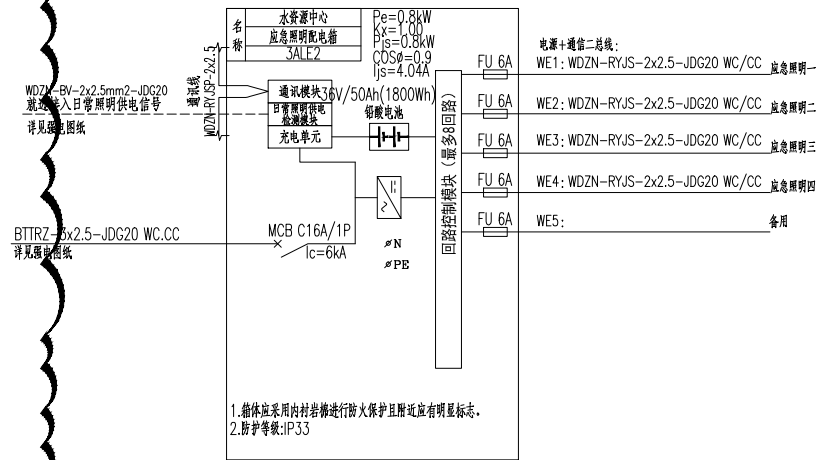 名称
水资源中心
应急照明配电箱
3ALE2
Pe=0.8kW
Kx=1.00
Pjs=0.8kW
COSø=0.9
Ijs=4.04A
WDZN-BV-2x2.5mm2-JDG20
就近接入日常照明供电信号
详见强电图纸
通讯线
WDZN-RYJSP-2x2.5
通讯模块
日常照明供电
检测模块
充电单元
36V/50Ah(1800Wh)
铅酸电池
BTTRZ-3x2.5-JDG20 WC.CC
详见强电图纸
MCB C16A/1P
Ic=6kA
øN
øPE
回路控制模块（最多8回路）
电源+通信二总线：
FU 6A
WE1: WDZN-RYJS-2x2.5-JDG20 WC/CC
应急照明一
FU 6A
WE2: WDZN-RYJS-2x2.5-JDG20 WC/CC
应急照明二
FU 6A
WE3: WDZN-RYJS-2x2.5-JDG20 WC/CC
应急照明三
FU 6A
WE4: WDZN-RYJS-2x2.5-JDG20 WC/CC
应急照明四
FU 6A
WE5:
备用
1.箱体应采用内衬岩棉进行防火保护且附近应有明显标志。
2.防护等级:IP33